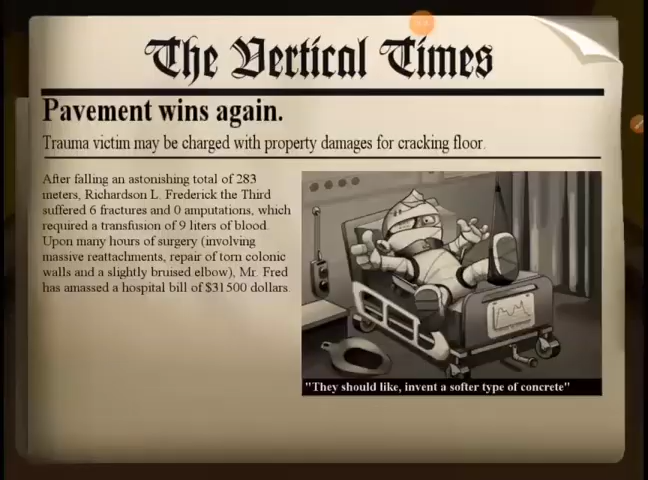 The Vertical Times
Pavement wins again.
Trauma victim may be charged with property damages for cracking floor.
After falling an astonishing total of 283
meters, Richardson L. Frederick the Third
suffered 6 fractures and 0 amputations, which
required a transfusion of 9 liters of blood.
Upon many hours of surgery (involving
massive reattachments, repair of torn colonic
walls and a slightly bruised elbow), Mr. Fred
has amassed a hospital bill of $31500 dollars.
"They should like, invent a softer type of concrete"